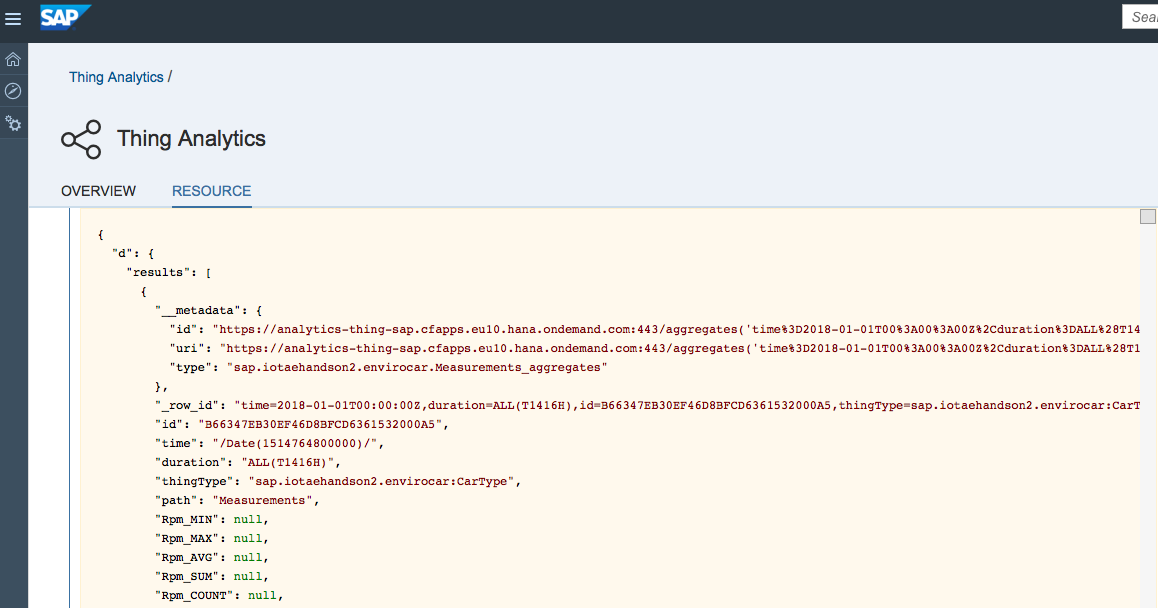 SAP
Sea
Thing Analytics /
Thing Analytics
OVERVIEW RESOURCE
{
"d": {
"results": [
{
"__metadata": {
"id": "https://analytics-thing-sap.cfapps.eu10.hana.ondemand.com:443/aggregates('time%3D2018-01-01T00%3A00%3A00Z%2Cduration%3DALL%28T14
"uri": "https://analytics-thing-sap.cfapps.eu10.hana.ondemand.com:443/aggregates('time%3D2018-01-01T00%3A00%3A00Z%2Cduration%3DALL%28T1
"type": "sap.iotaehandson2.envirocar.Measurements_aggregates"
},
"_row_id": "time=2018-01-01T00:00:00Z,duration=ALL(T1416H),id=B66347EB30EF46D8BFCD6361532000A5,thingType=sap.iotaehandson2.envirocar:CarT
"id": "B66347EB30EF46D8BFCD6361532000A5",
"time": "/Date(1514764800000)/",
"duration": "ALL(T1416H)",
"thingType": "sap.iotaehandson2.envirocar:CarType",
"path": "Measurements",
"Rpm_MIN": null,
"Rpm_MAX": null,
"Rpm_AVG": null,
"Rpm_SUM": null,
"Rpm_COUNT": null,